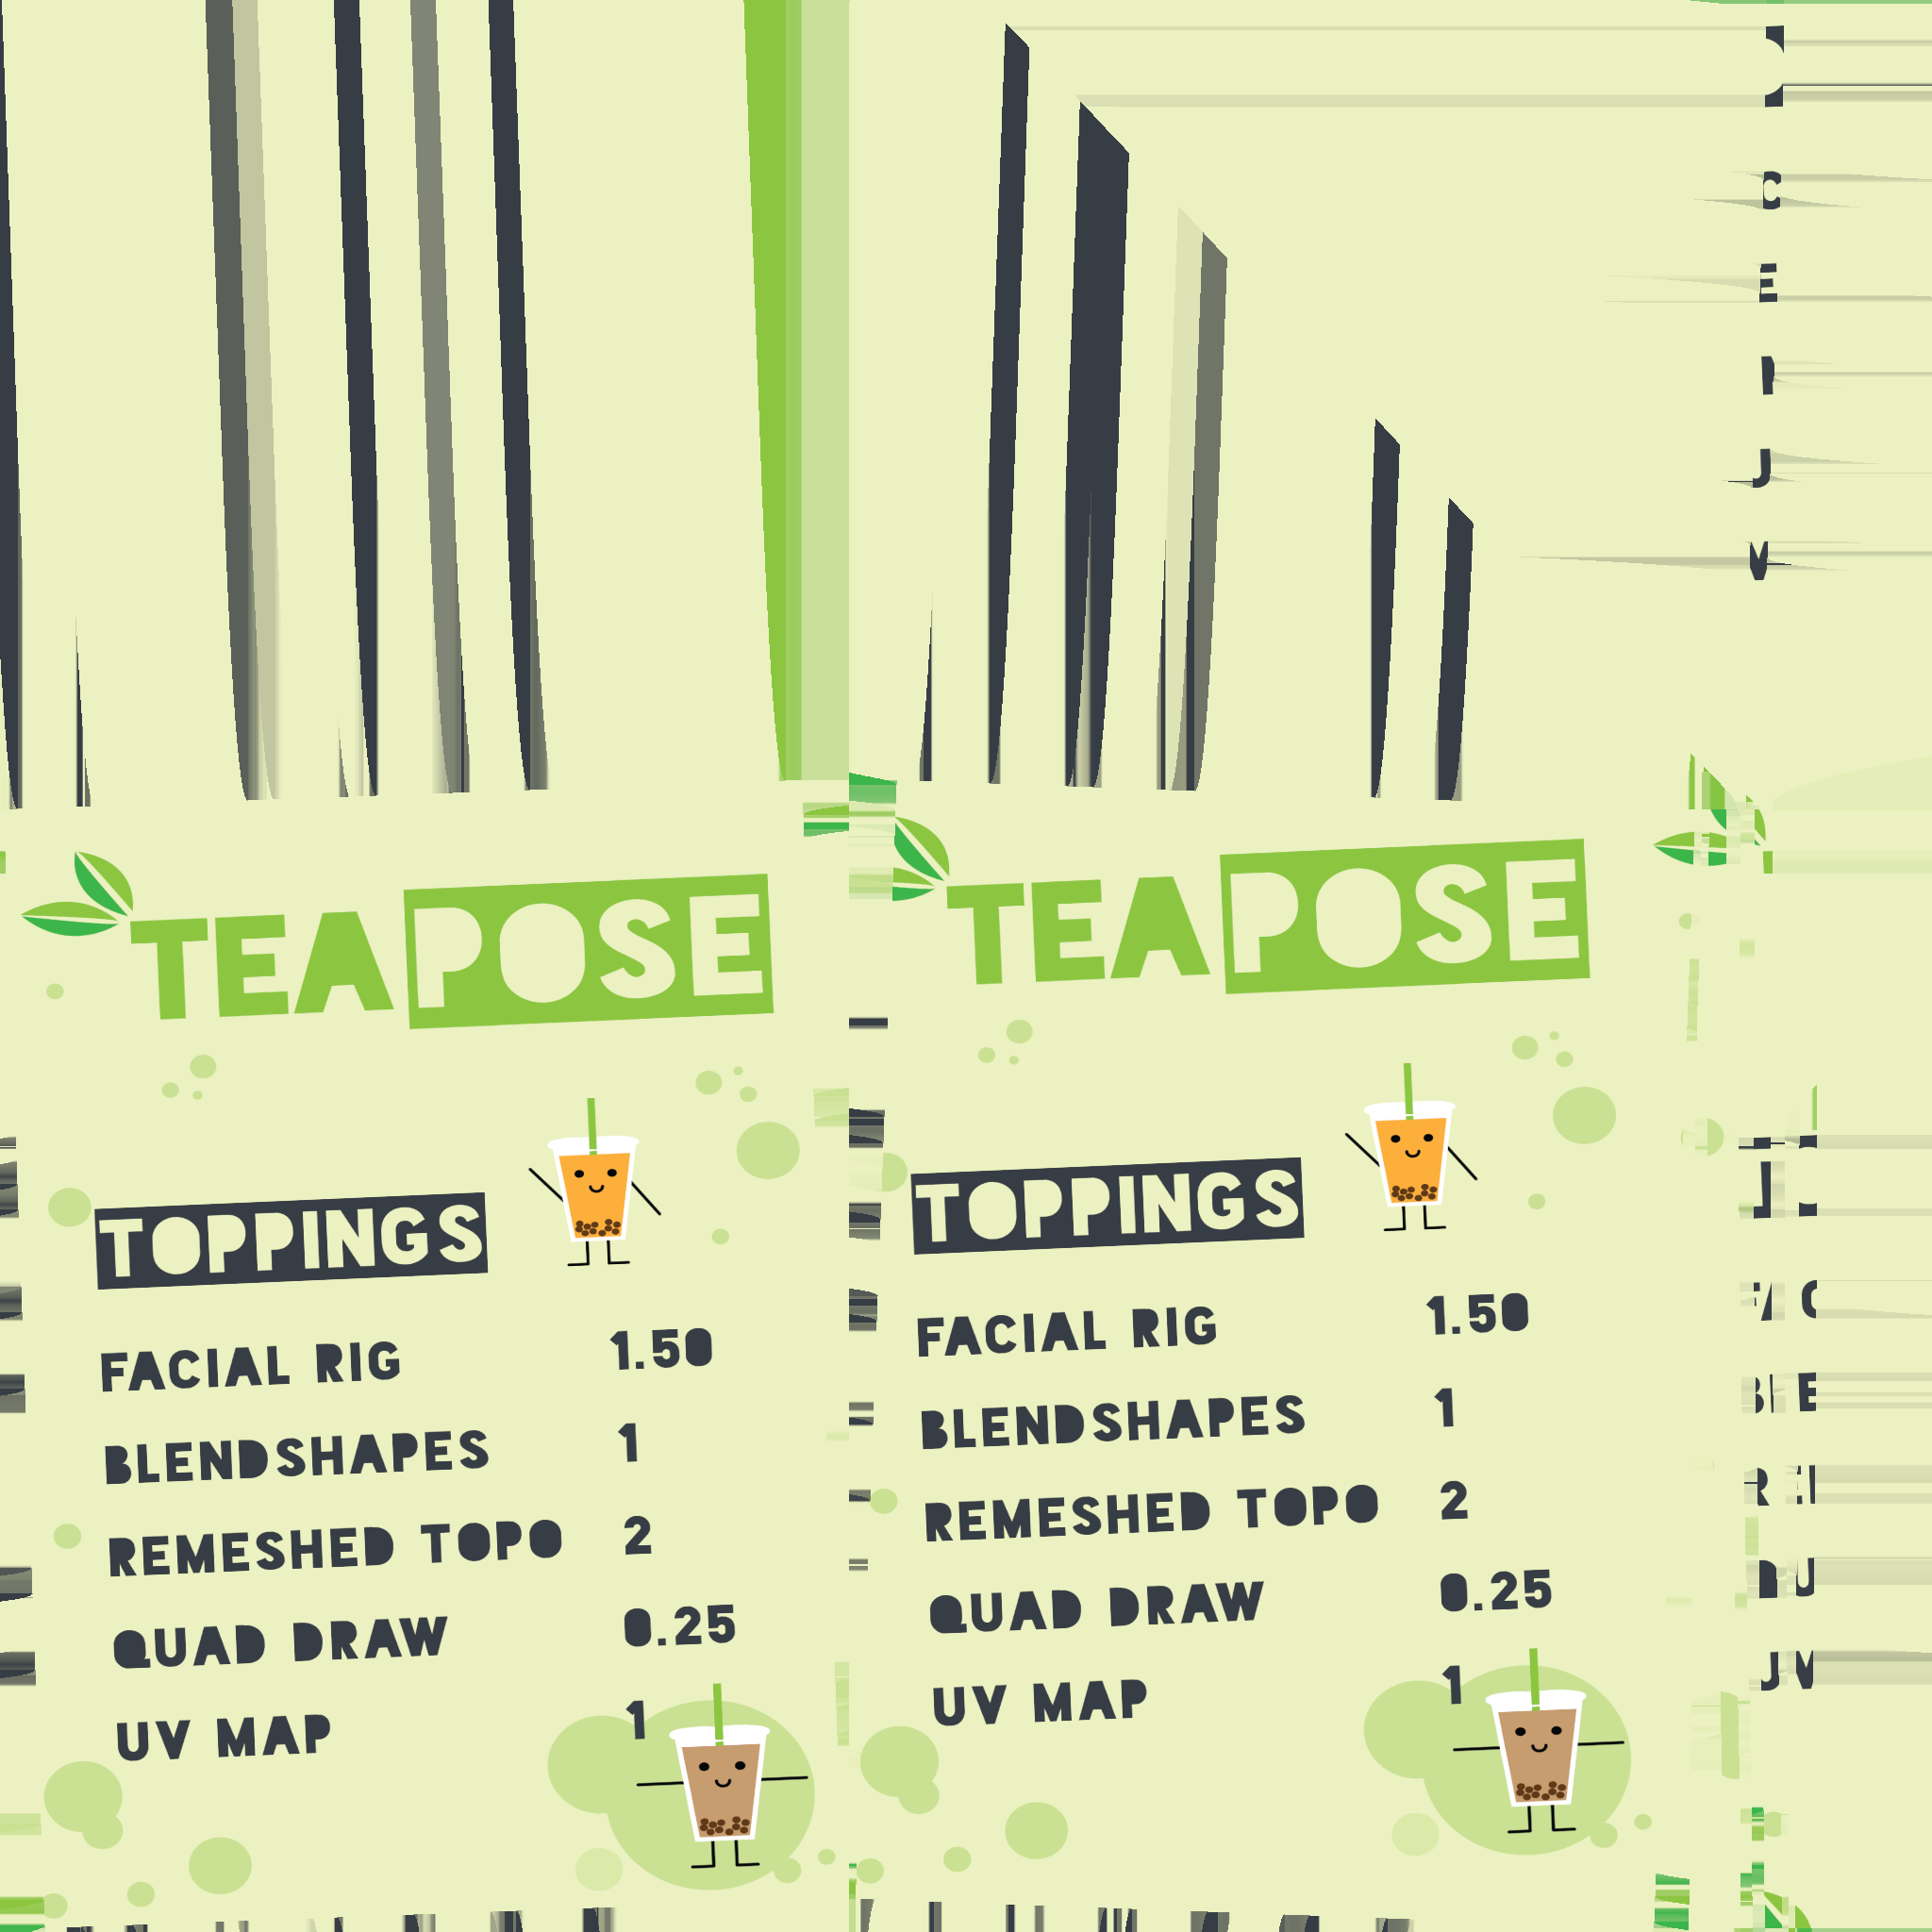 TEAPOSE
TOPPINGS
FACIAL RIG 1.50
BLENDSHAPES 1
REMESHED TOPO 2
QUAD DRAW 0.25
UV MAP 1
TEAPOSE
TOPPINGS
FACIAL RIG 1.50
BLENDSHAPES 1
REMESHED TOPO 2
QUAD DRAW 0.25
UV MAP 1